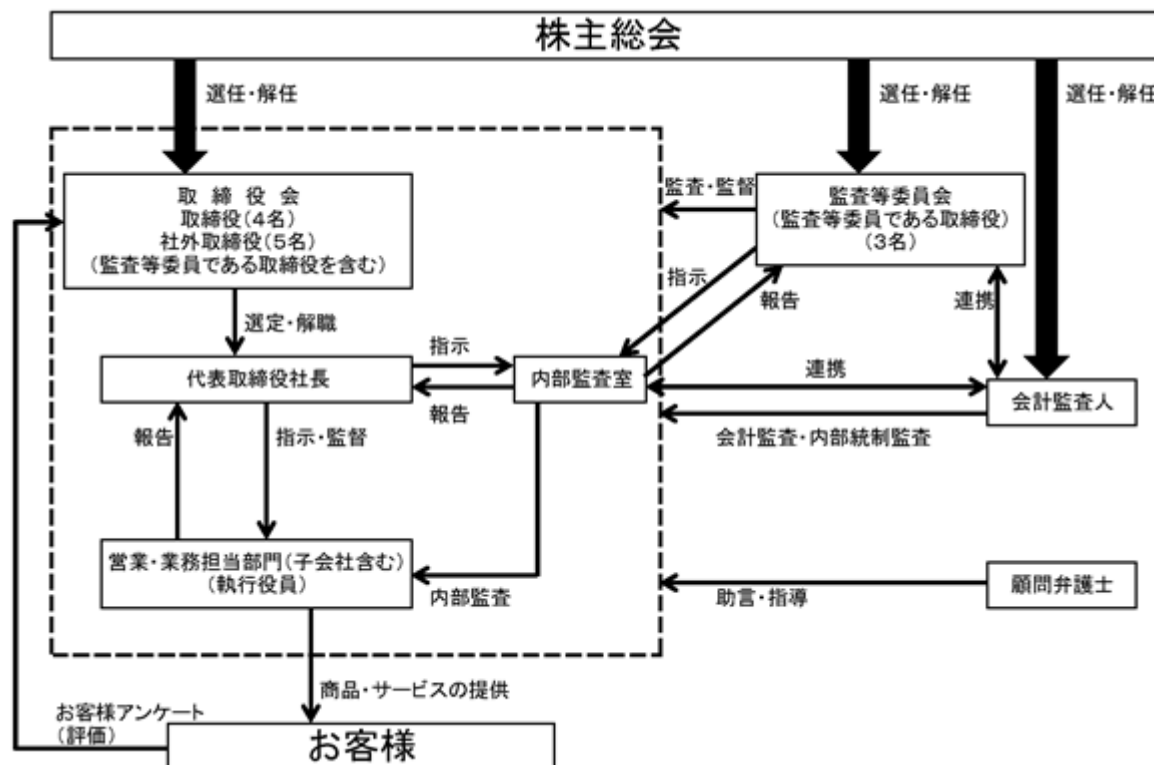 株主総会
選任・解任
選任・解任
選任・解任
取締役会
取締役(4名)
社外取締役(5名)
(監査等委員である取締役を含む)
監査・監督
監査等委員会
(監査等委員である取締役)
(3名)
指示
報告
連携
選定・解職
代表取締役社長
指示
報告
内部監査室
連携
会計監査人
会計監査・内部統制監査
報告
指示・監督
営業・業務担当部門(子会社含む)
(執行役員)
内部監査
助言・指導
顧問弁護士
商品・サービスの提供
お客様アンケート
(評価)
お客様